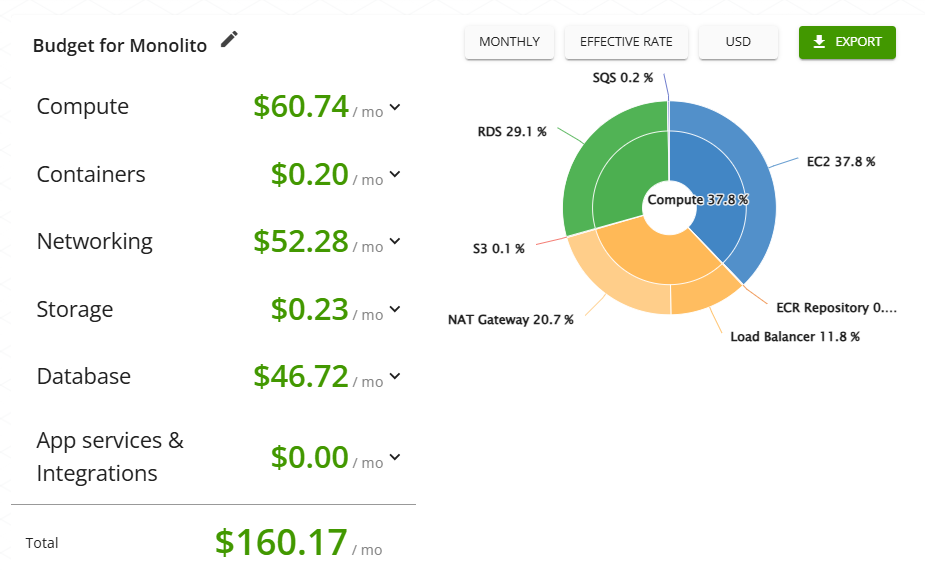 Budget for Monolito
MONTHLY
EFFECTIVE RATE
USD
EXPORT
Compute
$60.74 / mo
Containers
$0.20 / mo
Networking
$52.28 / mo
Storage
$0.23 / mo
Database
$46.72 / mo
App services &
Integrations
$0.00 / mo
Total
$160.17 / mo
SQS 0.2 %
RDS 29.1 %
EC2 37.8 %
Compute 37.8 %
S3 0.1 %
ECR Repository 0....
NAT Gateway 20.7 %
Load Balancer 11.8 %